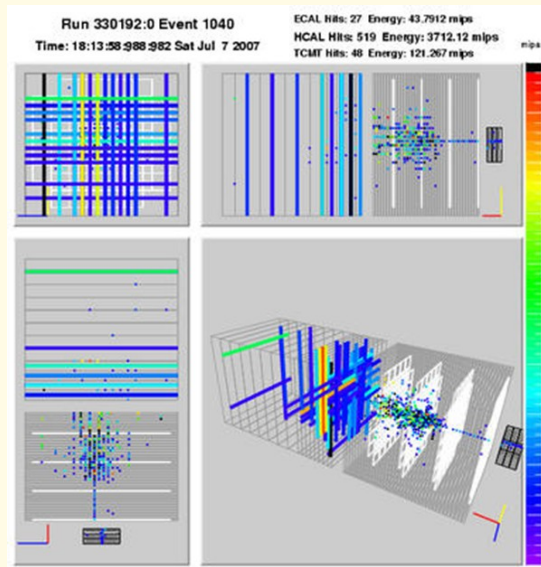 Run 330192:0 Event 1040
Time: 18:13:58:988:982 Sat Jul 7 2007
ECAL Hits: 27 Energy: 43.7912 mips
HCAL Hits: 519 Energy: 3712.12 mips
TCMT Hits: 48 Energy: 121.267 mips
mips